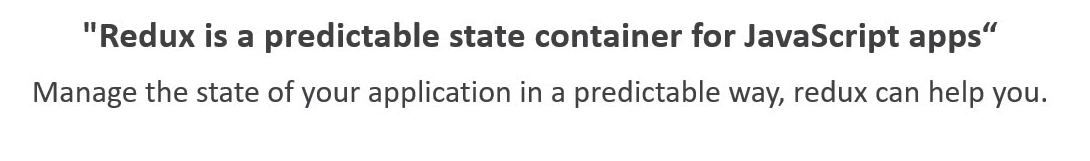 "Redux is a predictable state container for JavaScript apps“
Manage the state of your application in a predictable way, redux can help you.